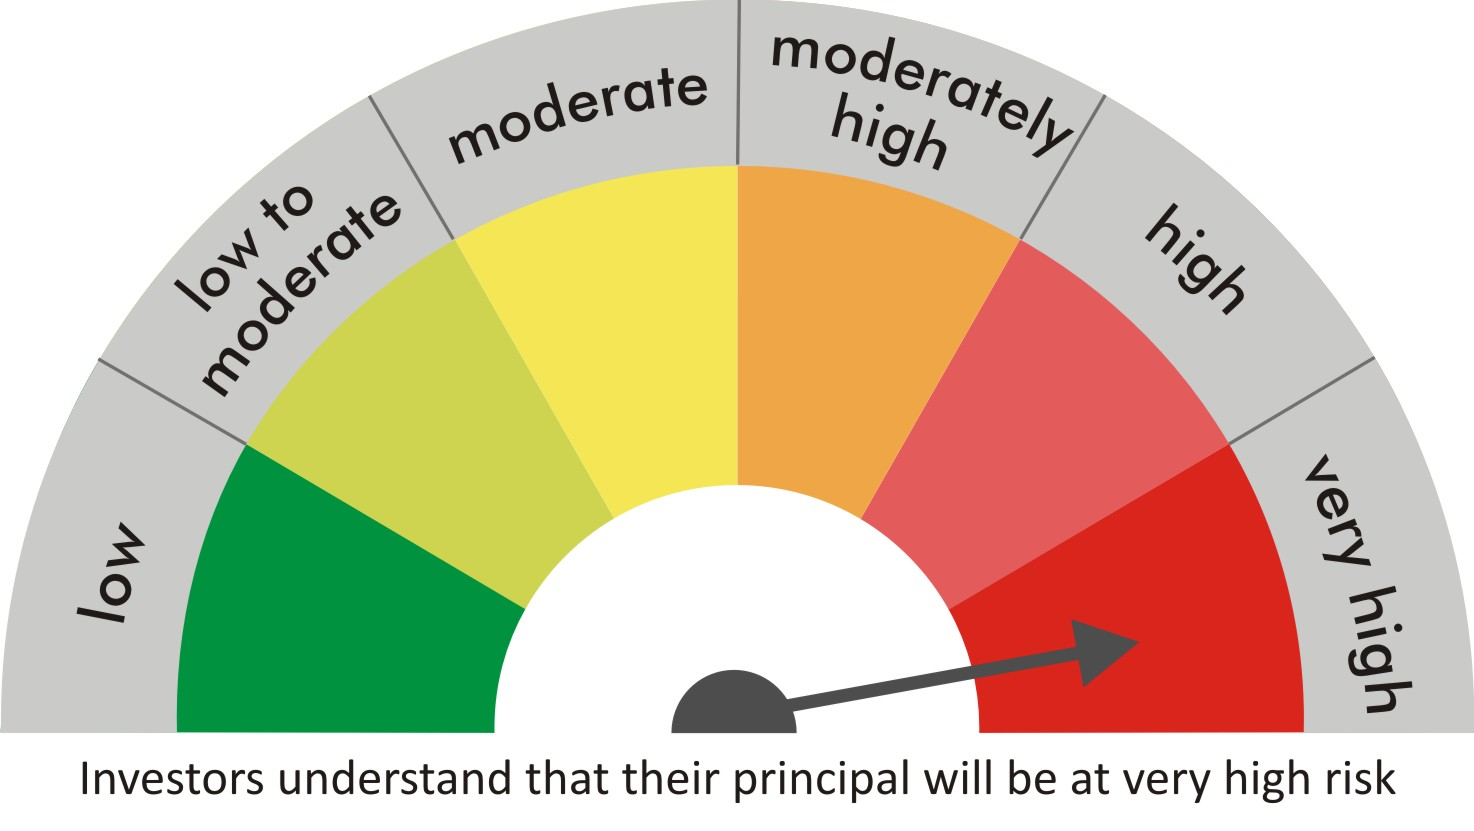 low
low to
moderate
moderate
moderately
high
high
very high
Investors understand that their principal will be at very high risk